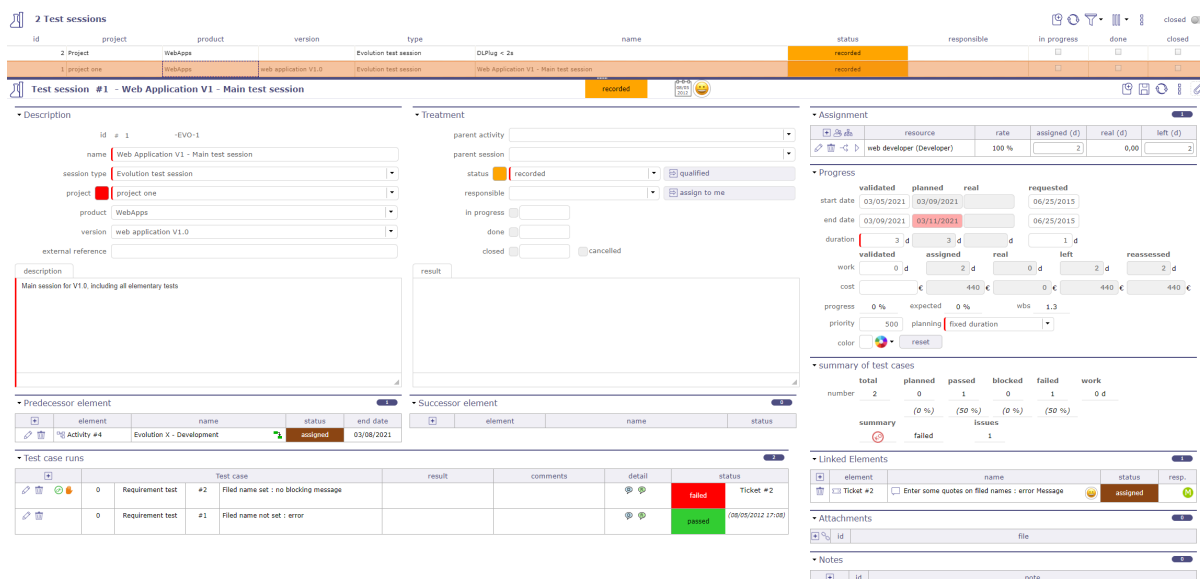 2 Test sessions
closed
id project product version type name status responsible in progress done closed
2 Project WebApps Evolution test session DLPlug < 2s recorded
1 project one WebApps web application V1.0 Evolution test session Web Application V1 - Main test session recorded
Test session #1 - Web Application V1 - Main test session recorded 08/05 2012
Description
id # 1 -EVO-1
name Web Application V1 - Main test session
session type Evolution test session
project project one
product WebApps
version web application V1.0
external reference
description
Main session for V1.0, including all elementary tests
Treatment
parent activity
parent session
status recorded qualified
responsible assign to me
in progress
done
closed cancelled
result
Predecessor element 1
element name status end date
Activity #4 Evolution X - Development assigned 03/08/2021
Successor element 0
element name status
Test case runs 2
Test case result comments detail status
0 Requirement test #2 Filed name set : no blocking message failed Ticket #2
0 Requirement test #1 Filed name not set : error passed (08/05/2012 17:08)
Assignment 1
resource rate assigned (d) real (d) left (d)
web developer (Developer) 100 % 2 0,00 2
Progress
validated planned real requested
start date 03/05/2021 03/09/2021 06/25/2015
end date 03/09/2021 03/11/2021 06/25/2015
duration 3 d 3 d d 1 d
validated assigned real left reassessed
work 0 d 2 d 0 d 2 d 2 d
cost € 440 € 0 € 440 € 440 €
progress 0 % expected 0 % wbs 1.3
priority 500 planning fixed duration
color reset
summary of test cases
total planned passed blocked failed work
number 2 0 1 0 1 0 d
(0 %) (50 %) (0 %) (50 %)
summary issues
failed 1
Linked Elements 1
element name status resp.
Ticket #2 Enter some quotes on filed names : error Message assigned M
Attachments 0
id file
Notes 0
id note